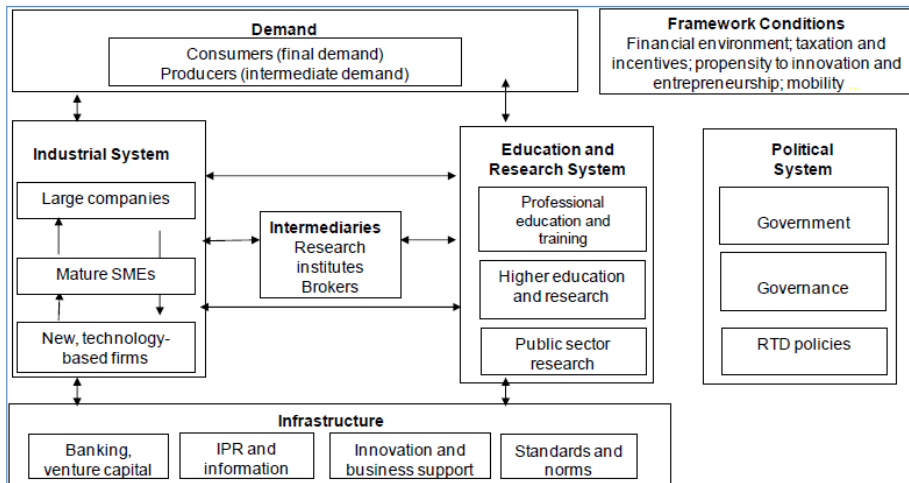 Demand
Consumers (final demand)
Producers (intermediate demand)
Framework Conditions
Financial environment; taxation and
incentives; propensity to innovation and
entrepreneurship; mobility ...
Industrial System
Large companies
Mature SMEs
New, technology-
based firms
Intermediaries
Research
institutes
Brokers
Education and
Research System
Professional
education and
training
Higher education
and research
Public sector
research
Political
System
Government
Governance
RTD policies
Infrastructure
Banking,
venture capital
IPR and
information
Innovation and
business support
Standards and
norms